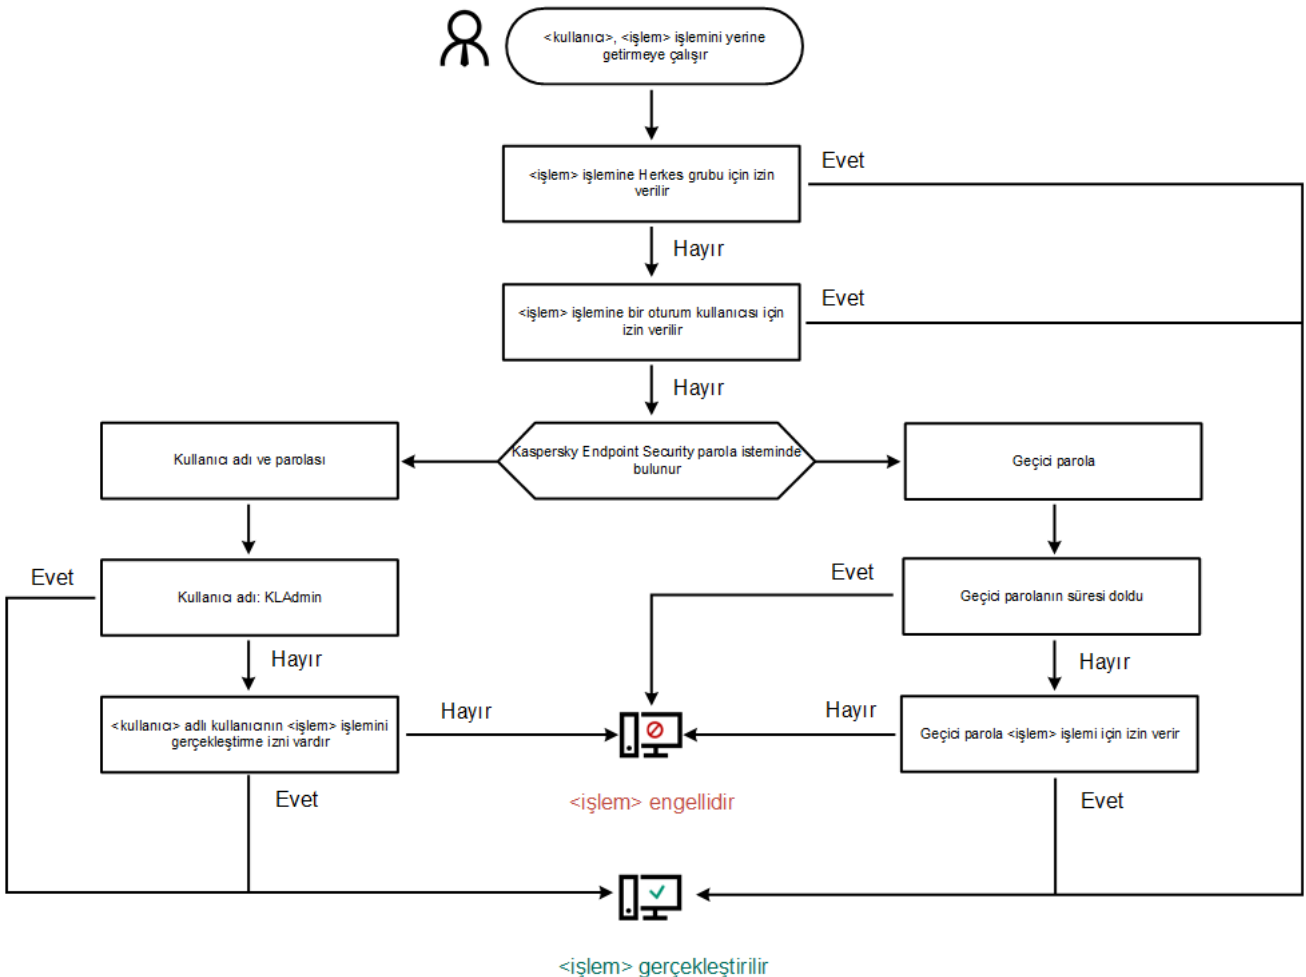 <kullanıcı>, <işlem> işlemini yerine
getirmeye çalışır
<işlem> işlemine Herkes grubu için izin
verilir
Evet
Hayır
<işlem> işlemine bir oturum kullanıcısı için
izin verilir
Evet
Hayır
Kullanıcı adı ve parolası
Kaspersky Endpoint Security parola isteminde
bulunur
Geçici parola
Evet
Kullanıcı adı: KLAdmin
Evet
Geçici parolanın süresi doldu
Hayır
Hayır
<kullanıcı> adlı kullanıcının <işlem> işlemini
gerçekleştirme izni vardır
Hayır
Hayır
Geçici parola <işlem> işlemi için izin verir
Evet
<işlem> engellidir
Evet
<işlem> gerçekleştirilir